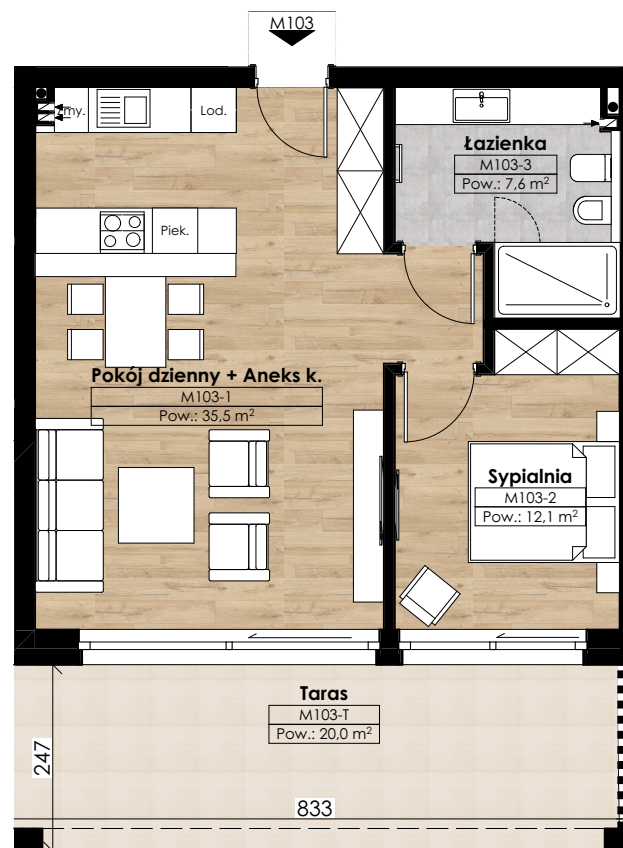 M103
Zmy.
Lod.
Łazienka
M103-3
Pow.: 7,6 m²
Piek.
Pokój dzienny + Aneks k.
M103-1
Pow.: 35,5 m²
Sypialnia
M103-2
Pow.: 12,1 m²
Taras
M103-T
Pow.: 20,0 m²
247
833